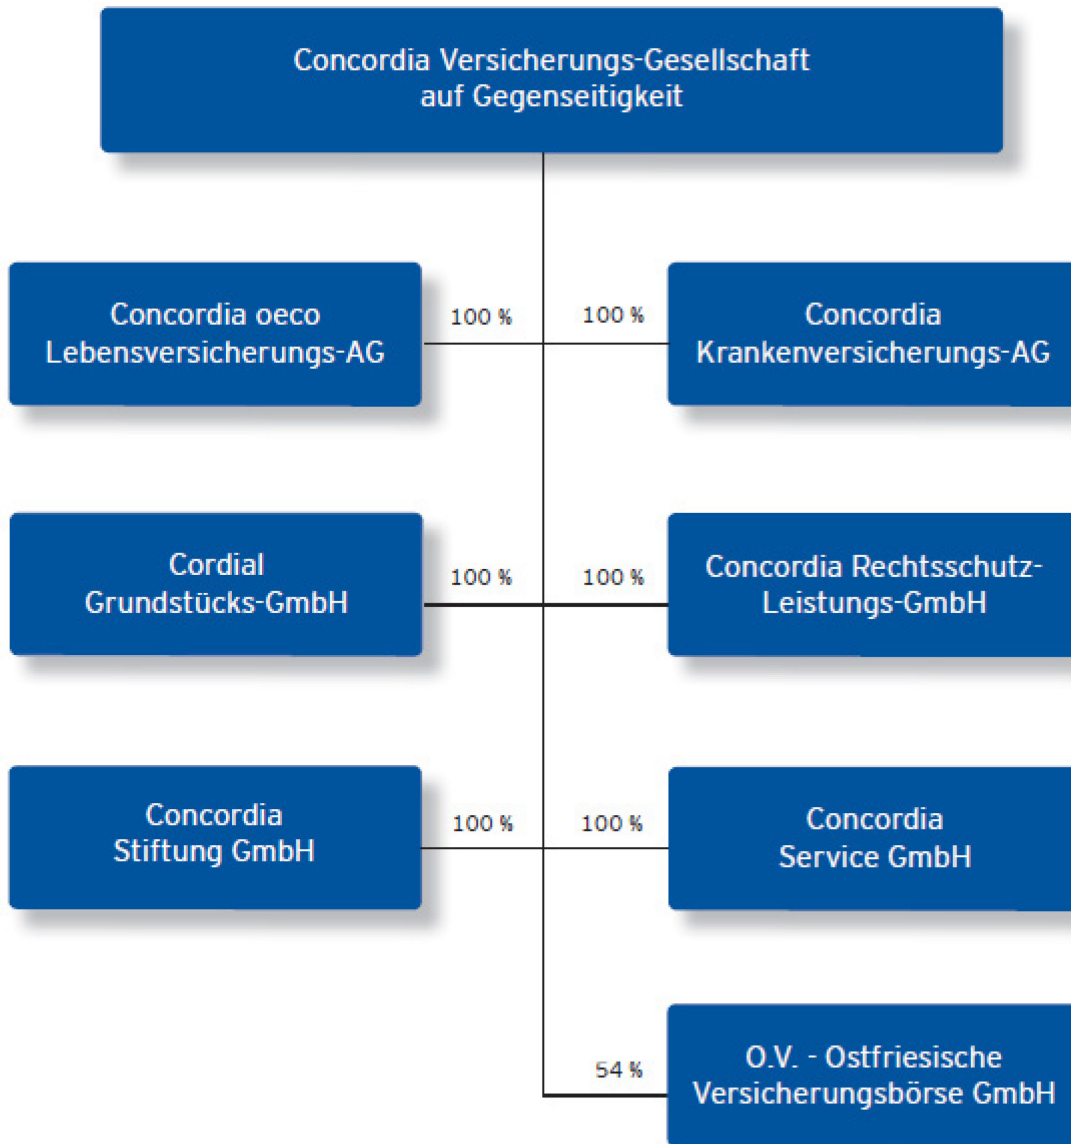 Concordia Versicherungs-Gesellschaft
auf Gegenseitigkeit
Concordia oeco
Lebensversicherungs-AG
100 %
100 %
Concordia
Krankenversicherungs-AG
Cordial
Grundstücks-GmbH
100 %
100 %
Concordia Rechtsschutz-
Leistungs-GmbH
Concordia
Stiftung GmbH
100 %
100 %
Concordia
Service GmbH
54 %
O.V. - Ostfriesische
Versicherungsbörse GmbH